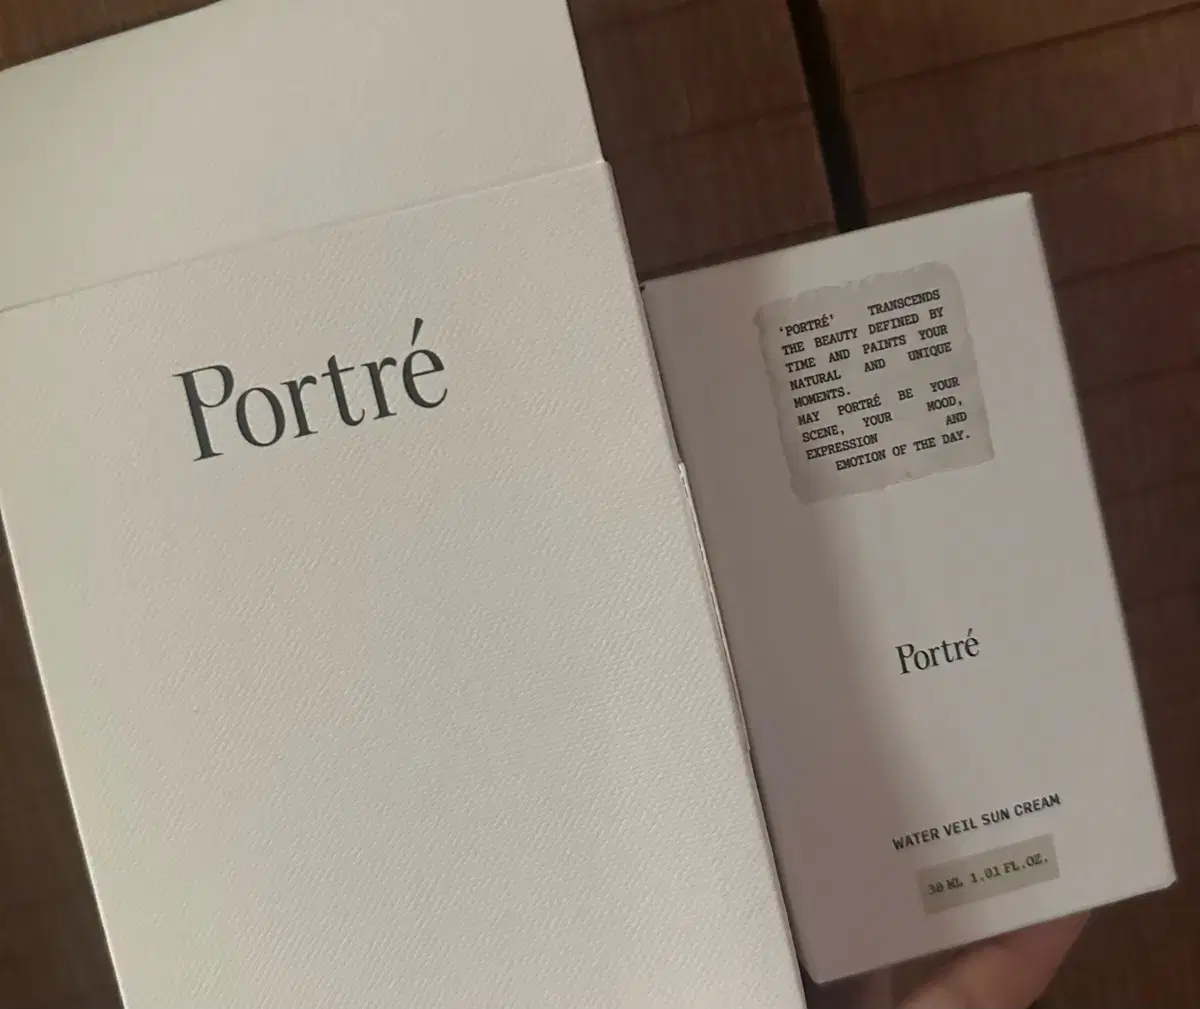 Portré
'PORTRÉ' TRANSCENDS
THE BEAUTY DEFINED BY
TIME AND PAINTS YOUR
NATURAL AND UNIQUE
MOMENTS.
MAY PORTRÉ BE YOUR
SCENE, YOUR MOOD,
EXPRESSION AND
EMOTION OF THE DAY.
Portré
WATER VEIL SUN CREAM
30 ML 1.01 FL.OZ.